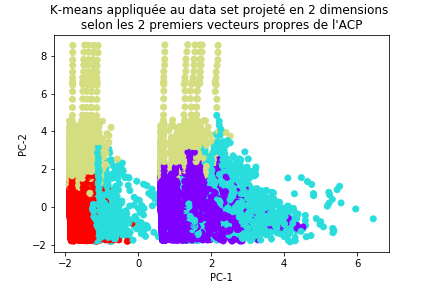 K-means appliquée au data set projeté en 2 dimensions
selon les 2 premiers vecteurs propres de l'ACP
8
6
4
2
0
−2
PC-2
−2
0
2
4
6
PC-1